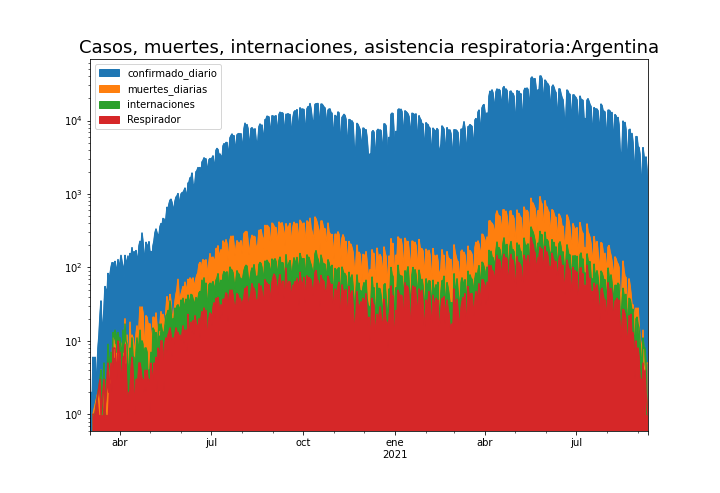 Casos, muertes, internaciones, asistencia respiratoria:Argentina
confirmado_diario
muertes_diarias
internaciones
Respirador
10^4
10^3
10^2
10^1
10^0
abr jul oct ene abr jul
2021